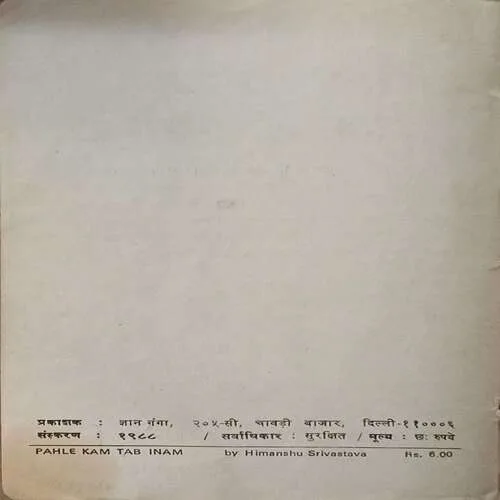 प्रकाशक : ज्ञान गंगा, २०५-सी, चावड़ी बाजार, दिल्ली-११०००६
संस्करण : १९८८ / सर्वाधिकार : सुरक्षित / मूल्य : छः रुपये
PAHLE KAM TAB INAM by Himanshu Srivastava Rs. 6.00